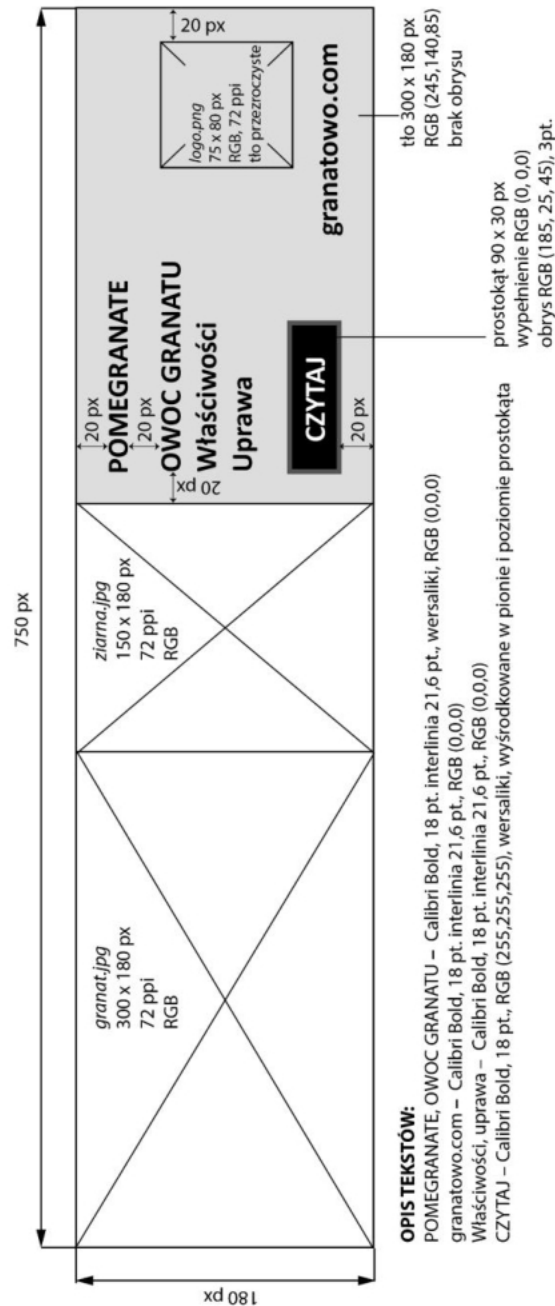 750 px
180 px
granat.jpg
300 x 180 px
72 ppi
RGB
ziarna.jpg
150 x 180 px
72 ppi
RGB
20 px
POMEGRANATE
20 px
OWOC GRANATU
Właściwości
Uprawa
20 px
CZYTAJ
20 px
20 px
logo.png
75 x 80 px
RGB, 72 ppi
tło przezroczyste
granatowo.com
tło 300 x 180 px
RGB (245,140,85)
brak obrysu
prostokąt 90 x 30 px
wypełnienie RGB (0, 0,0)
obrys RGB (185, 25, 45), 3pt.
OPIS TEKSTÓW:
POMEGRANATE, OWOC GRANATU – Calibri Bold, 18 pt. interlinia 21,6 pt., wersaliki, RGB (0,0,0)
granatowo.com – Calibri Bold, 18 pt. interlinia 21,6 pt., RGB (0,0,0)
Właściwości, uprawa – Calibri Bold, 18 pt. interlinia 21,6 pt., RGB (0,0,0)
CZYTAJ – Calibri Bold, 18 pt., RGB (255,255,255), wersaliki, wyśrodkowane w pionie i poziomie prostokąta